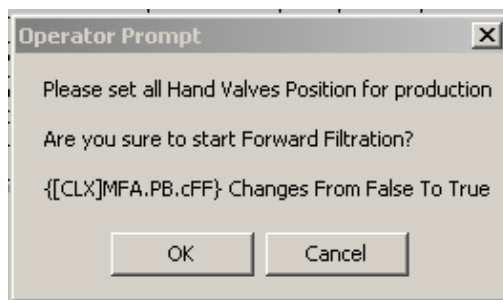 Operator Prompt
Please set all Hand Valves Position for production
Are you sure to start Forward Filtration?
{[CLX]MFA.PB.cFF} Changes From False To True
OK Cancel